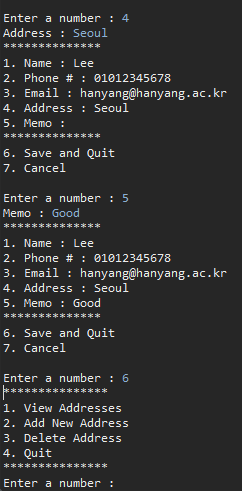 Enter a number : 4
Address : Seoul
**************
1. Name : Lee
2. Phone # : 01012345678
3. Email : hanyang@hanyang.ac.kr
4. Address : Seoul
5. Memo :
**************
6. Save and Quit
7. Cancel
Enter a number : 5
Memo : Good
**************
1. Name : Lee
2. Phone # : 01012345678
3. Email : hanyang@hanyang.ac.kr
4. Address : Seoul
5. Memo : Good
**************
6. Save and Quit
7. Cancel
Enter a number : 6
***************
1. View Addresses
2. Add New Address
3. Delete Address
4. Quit
***************
Enter a number :